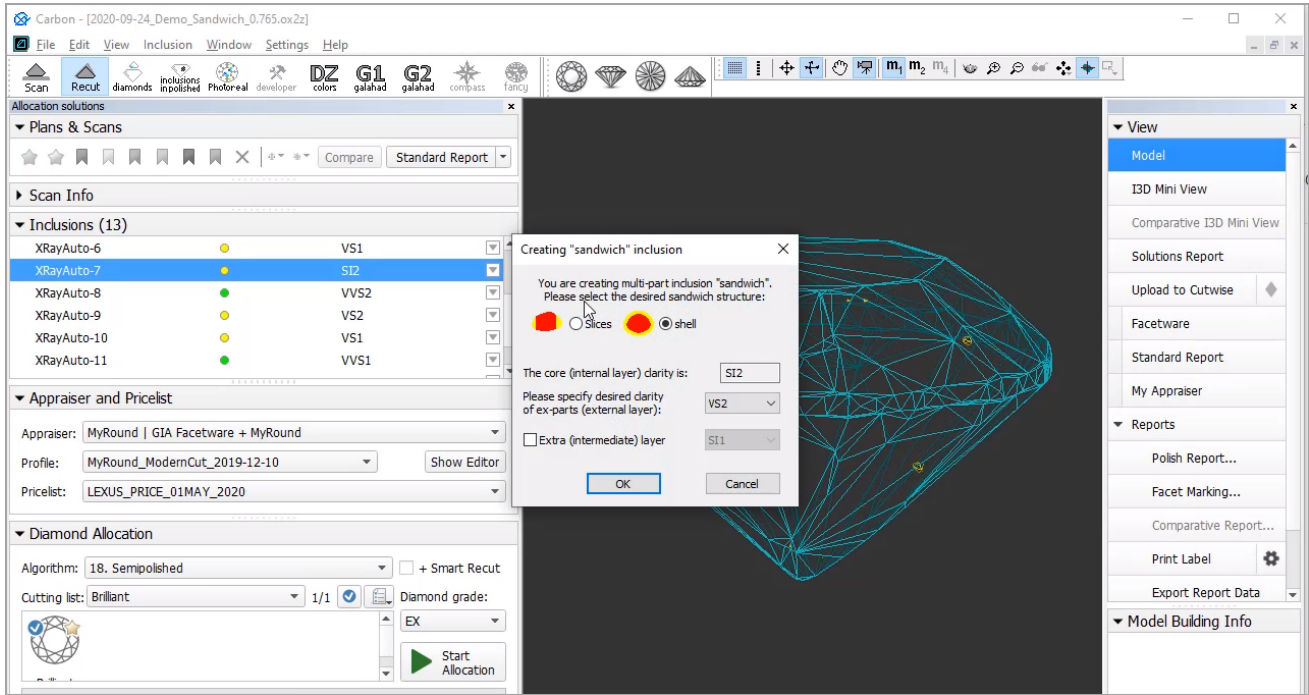 Carbon - [2020-09-24_Demo_Sandwich_0.765.ox2z]
File Edit View Inclusion Window Settings Help
Scan
Recut
diamonds
inclusions
in polished
Photoreal
developer
DZ
colors
G1
galahad
G2
galahad
compass
fancy
m1 m2 m4
Allocation solutions
Plans & Scans
Compare
Standard Report
Scan Info
Inclusions (13)
XRayAuto-6 VS1
XRayAuto-7 SI2
XRayAuto-8 VVS2
XRayAuto-9 VS2
XRayAuto-10 VS1
XRayAuto-11 VVS1
Appraiser and Pricelist
Appraiser: MyRound | GIA Facetware + MyRound
Profile: MyRound_ModernCut_2019-12-10 Show Editor
Pricelist: LEXUS_PRICE_01MAY_2020
Diamond Allocation
Algorithm: 18. Semipolished + Smart Recut
Cutting list: Brilliant 1/1 Diamond grade:
EX
Start
Allocation
Creating "sandwich" inclusion
You are creating multi-part inclusion "sandwich".
Please select the desired sandwich structure:
Slices shell
The core (internal layer) clarity is: SI2
Please specify desired clarity
of ex-parts (external layer): VS2
Extra (intermediate) layer SI1
OK Cancel
View
Model
I3D Mini View
Comparative I3D Mini View
Solutions Report
Upload to Cutwise
Facetware
Standard Report
My Appraiser
Reports
Polish Report...
Facet Marking...
Comparative Report...
Print Label
Export Report Data
Model Building Info